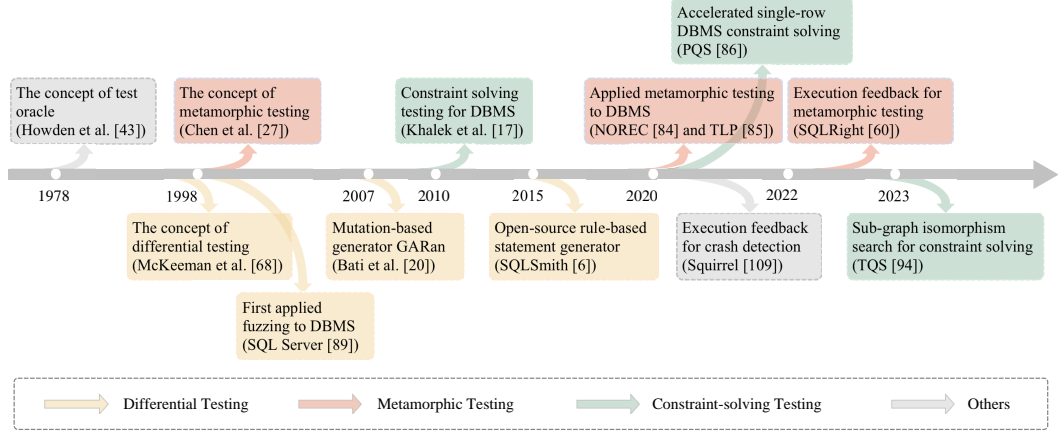 Accelerated single-row
DBMS constraint solving
(PQS [86])
The concept of test
oracle
(Howden et al. [43])
The concept of
metamorphic testing
(Chen et al. [27])
Constraint solving
testing for DBMS
(Khalek et al. [17])
Applied metamorphic testing
to DBMS
(NOREC [84] and TLP [85])
Execution feedback for
metamorphic testing
(SQLRight [60])
1978
1998
2007
2010
2015
2020
2022
2023
The concept of
differential testing
(McKeeman et al. [68])
Mutation-based
generator GARan
(Bati et al. [20])
Open-source rule-based
statement generator
(SQLSmith [6])
Execution feedback
for crash detection
(Squirrel [109])
Sub-graph isomorphism
search for constraint solving
(TQS [94])
First applied
fuzzing to DBMS
(SQL Server [89])
Differential Testing
Metamorphic Testing
Constraint-solving Testing
Others